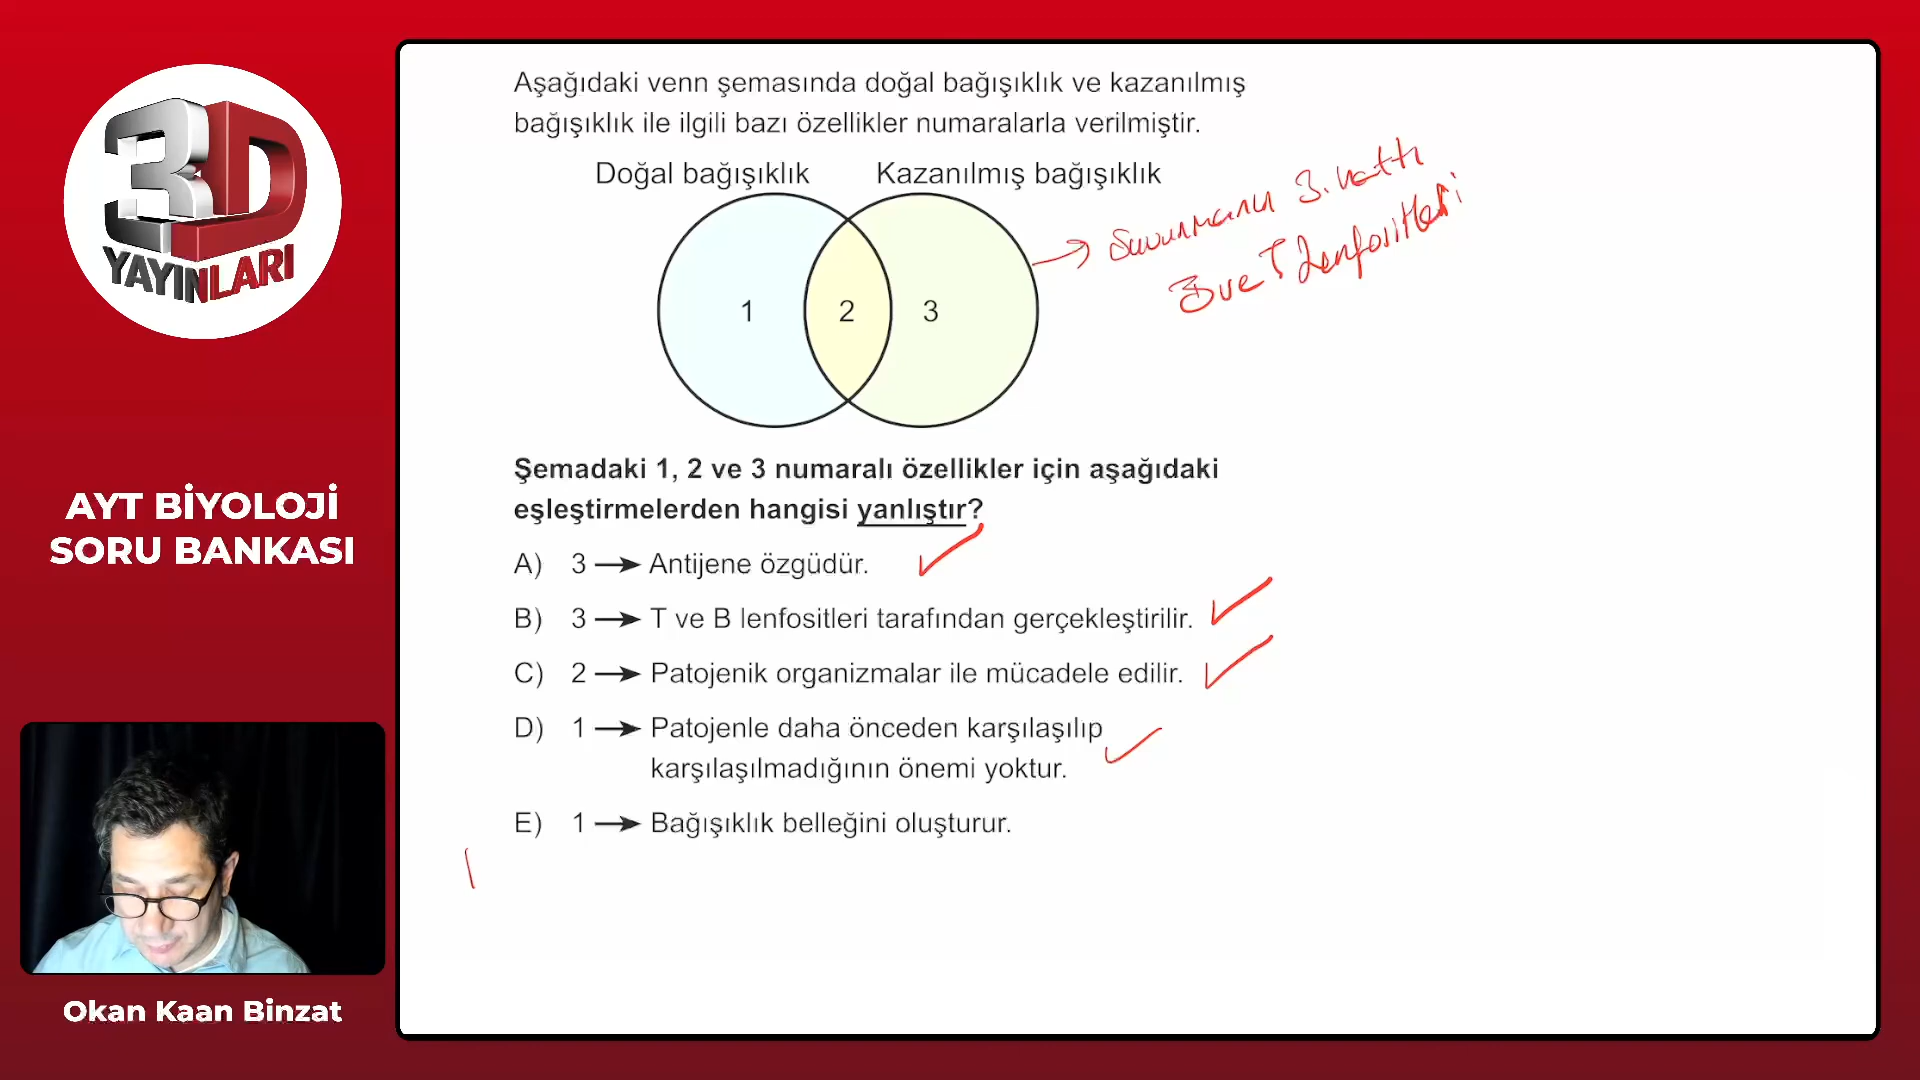 3D
YAYINLARI
AYT BİYOLOJİ
SORU BANKASI
Okan Kaan Binzat
Aşağıdaki venn şemasında doğal bağışıklık ve kazanılmış
bağışıklık ile ilgili bazı özellikler numaralarla verilmiştir.
Doğal bağışıklık
Kazanılmış bağışıklık
1
2
3
Savunmanın 3. hattı
B ve T Lenfositleri
Şemadaki 1, 2 ve 3 numaralı özellikler için aşağıdaki
eşleştirmelerden hangisi yanlıştır?
A) 3 → Antijene özgüdür.
B) 3 → T ve B lenfositleri tarafından gerçekleştirilir.
C) 2 → Patojenik organizmalar ile mücadele edilir.
D) 1 → Patojenle daha önceden karşılaşılıp
karşılaşılmadığının önemi yoktur.
E) 1 → Bağışıklık belleğini oluşturur.